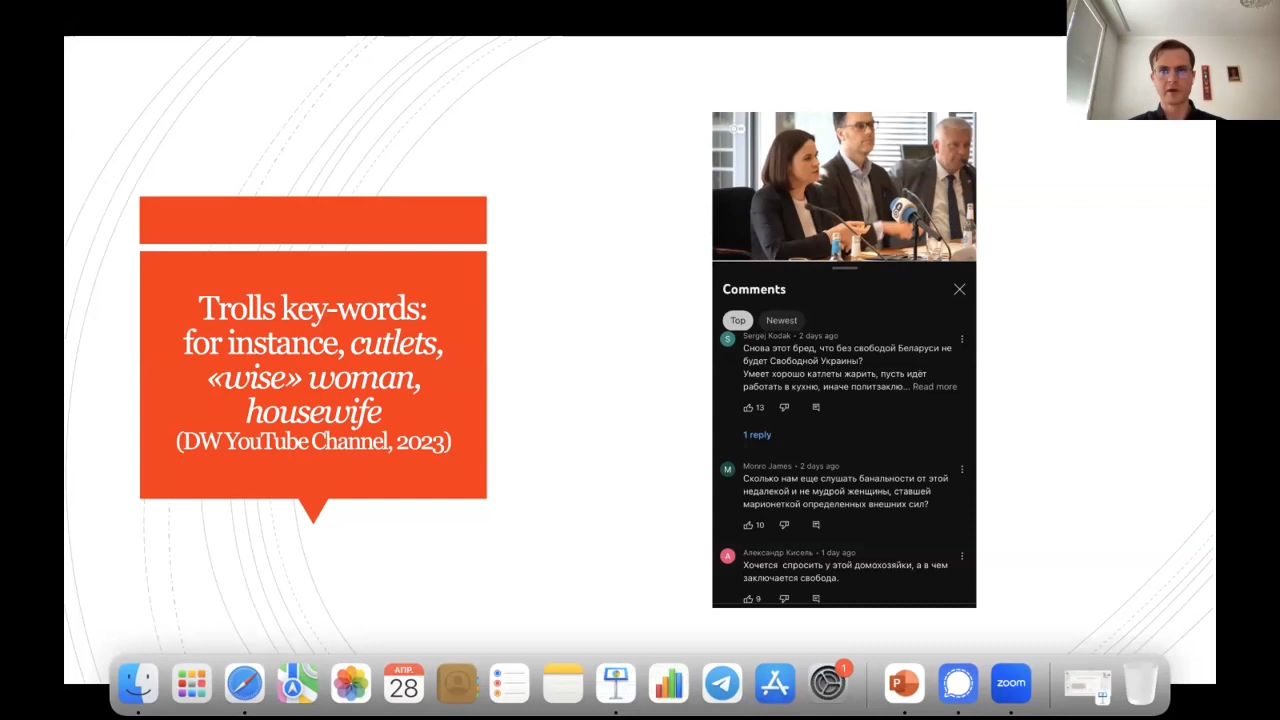 Trolls key-words:
for instance, cutlets,
«wise» woman,
housewife
(DW YouTube Channel, 2023)
Comments
Top
Newest
Sergej Kodak • 2 days ago
S
Снова этот бред, что без свободой Беларуси не
будет Свободной Украины?
Умеет хорошо катлеты жарить, пусть идёт
работать в кухню, иначе политзаклю... Read more
13
1 reply
Monro James • 2 days ago
M
Сколько нам еще слушать банальности от этой
недалекой и не мудрой женщины, ставшей
марионеткой определенных внешних сил?
10
Александр Кисель • 1 day ago
А
Хочется спросить у этой домохозяйки, а в чем
заключается свобода.
9
АПР.
28
1
P
zoom